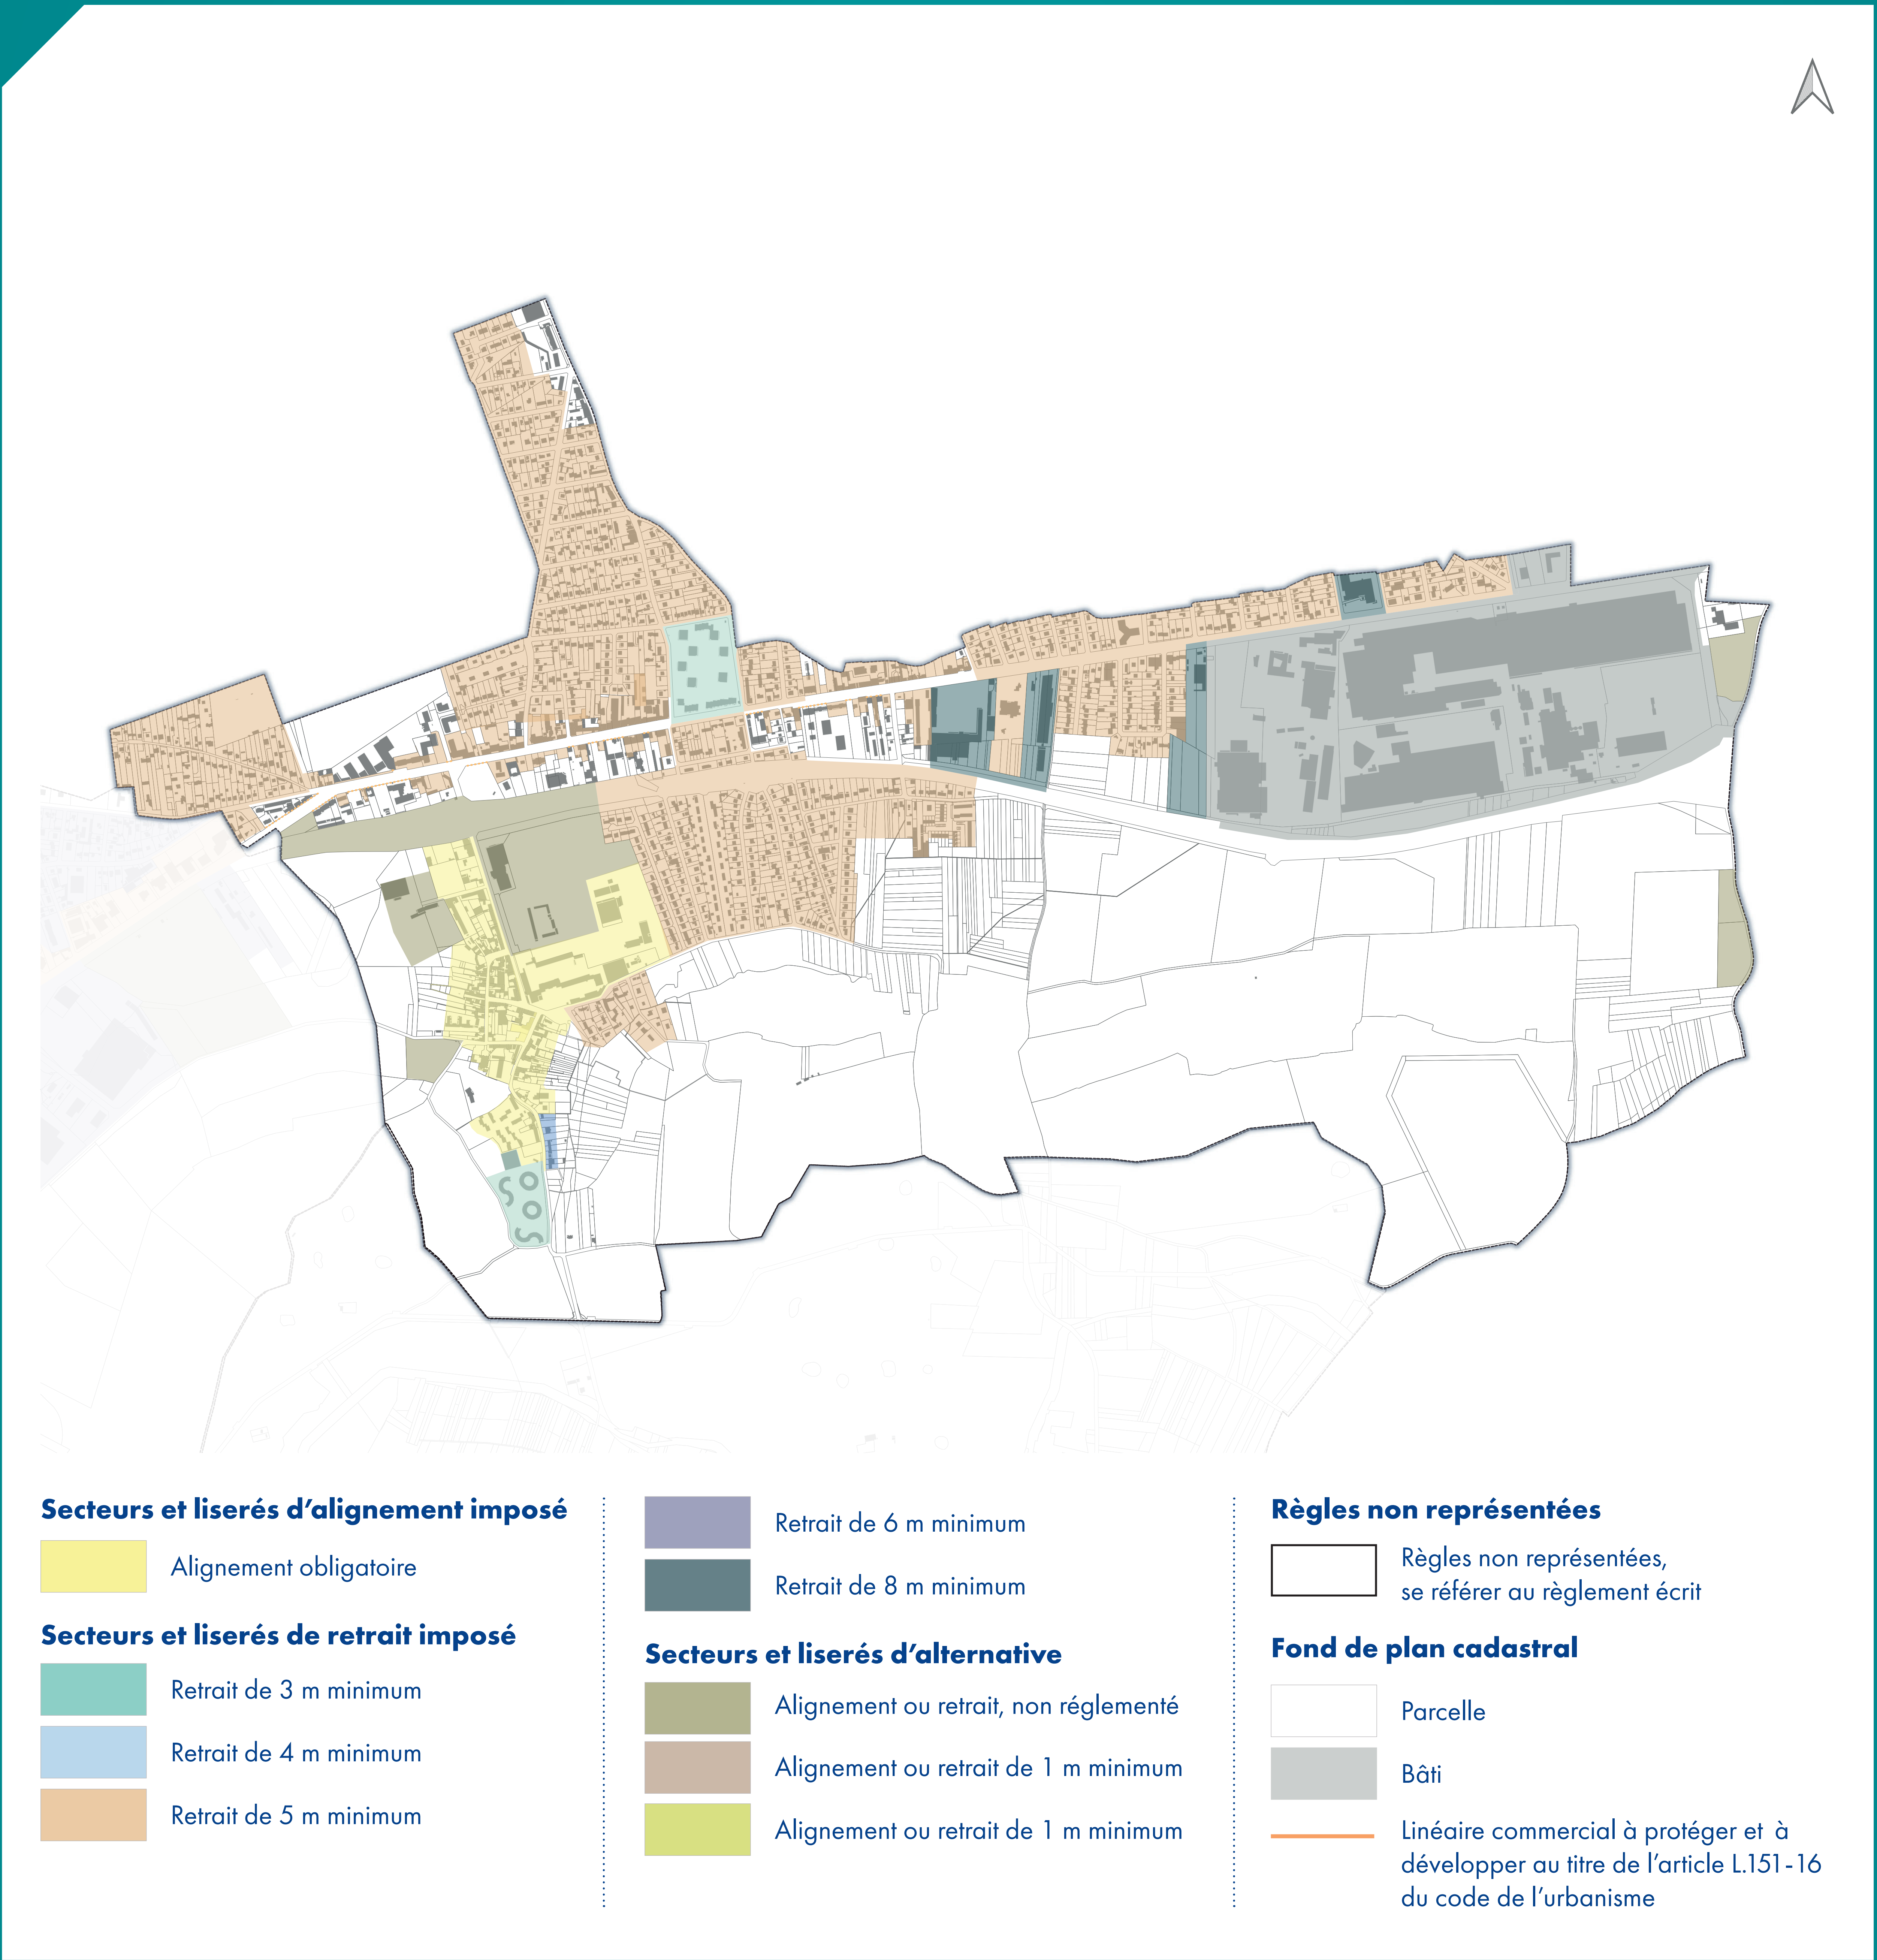 Secteurs et liserés d’alignement imposé
Alignement obligatoire
Secteurs et liserés de retrait imposé
Retrait de 3 m minimum
Retrait de 4 m minimum
Retrait de 5 m minimum
Retrait de 6 m minimum
Retrait de 8 m minimum
Secteurs et liserés d’alternative
Alignement ou retrait, non réglementé
Alignement ou retrait de 1 m minimum
Alignement ou retrait de 1 m minimum
Règles non représentées
Règles non représentées,
se référer au règlement écrit
Fond de plan cadastral
Parcelle
Bâti
Linéaire commercial à protéger et à
développer au titre de l’article L.151-16
du code de l’urbanisme